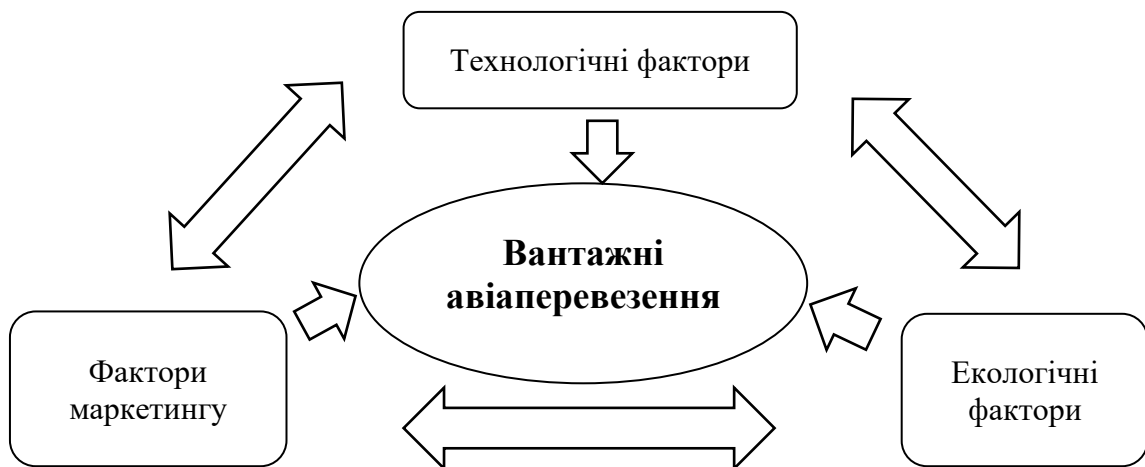 Технологічні фактори
Вантажні
авіаперевезення
Фактори
маркетингу
Екологічні
фактори